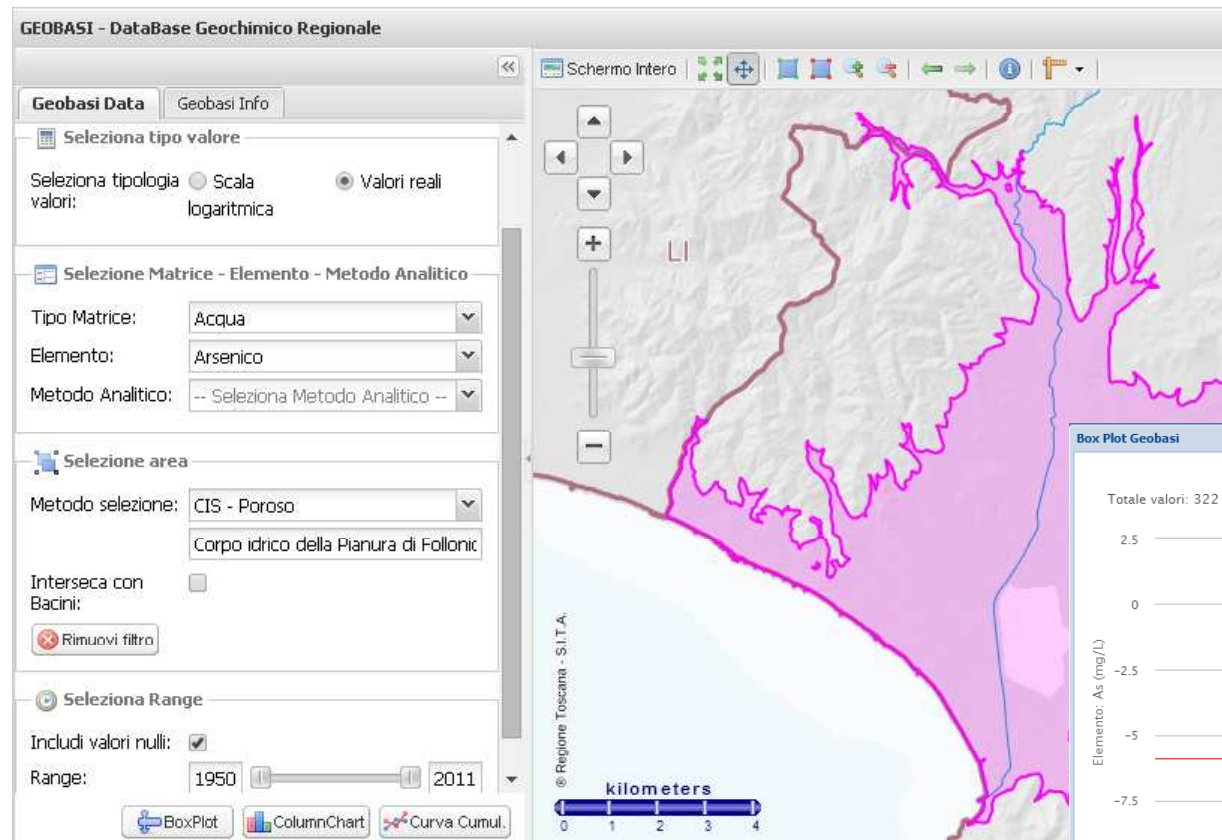 GEOBASI - DataBase Geochimico Regionale
Geobasi Data
Geobasi Info
Seleziona tipo valore
Seleziona tipologia valori:
Scala logaritmica
Valori reali
Selezione Matrice - Elemento - Metodo Analitico
Tipo Matrice:
Acqua
Elemento:
Arsenico
Metodo Analitico:
-- Seleziona Metodo Analitico --
Selezione area
Metodo selezione:
CIS - Poroso
Corpo idrico della Pianura di Follonic
Interseca con Bacini:
Rimuovi filtro
Seleziona Range
Includi valori nulli:
Range:
1950
2011
BoxPlot
ColumnChart
Curva Cumul.
Schermo Intero
LI
® Regione Toscana - S.I.T.A.
kilometers
0 1 2 3 4
Box Plot Geobasi
Totale valori: 322
Elemento: As (mg/L)
2.5
0
-2.5
-5
-7.5